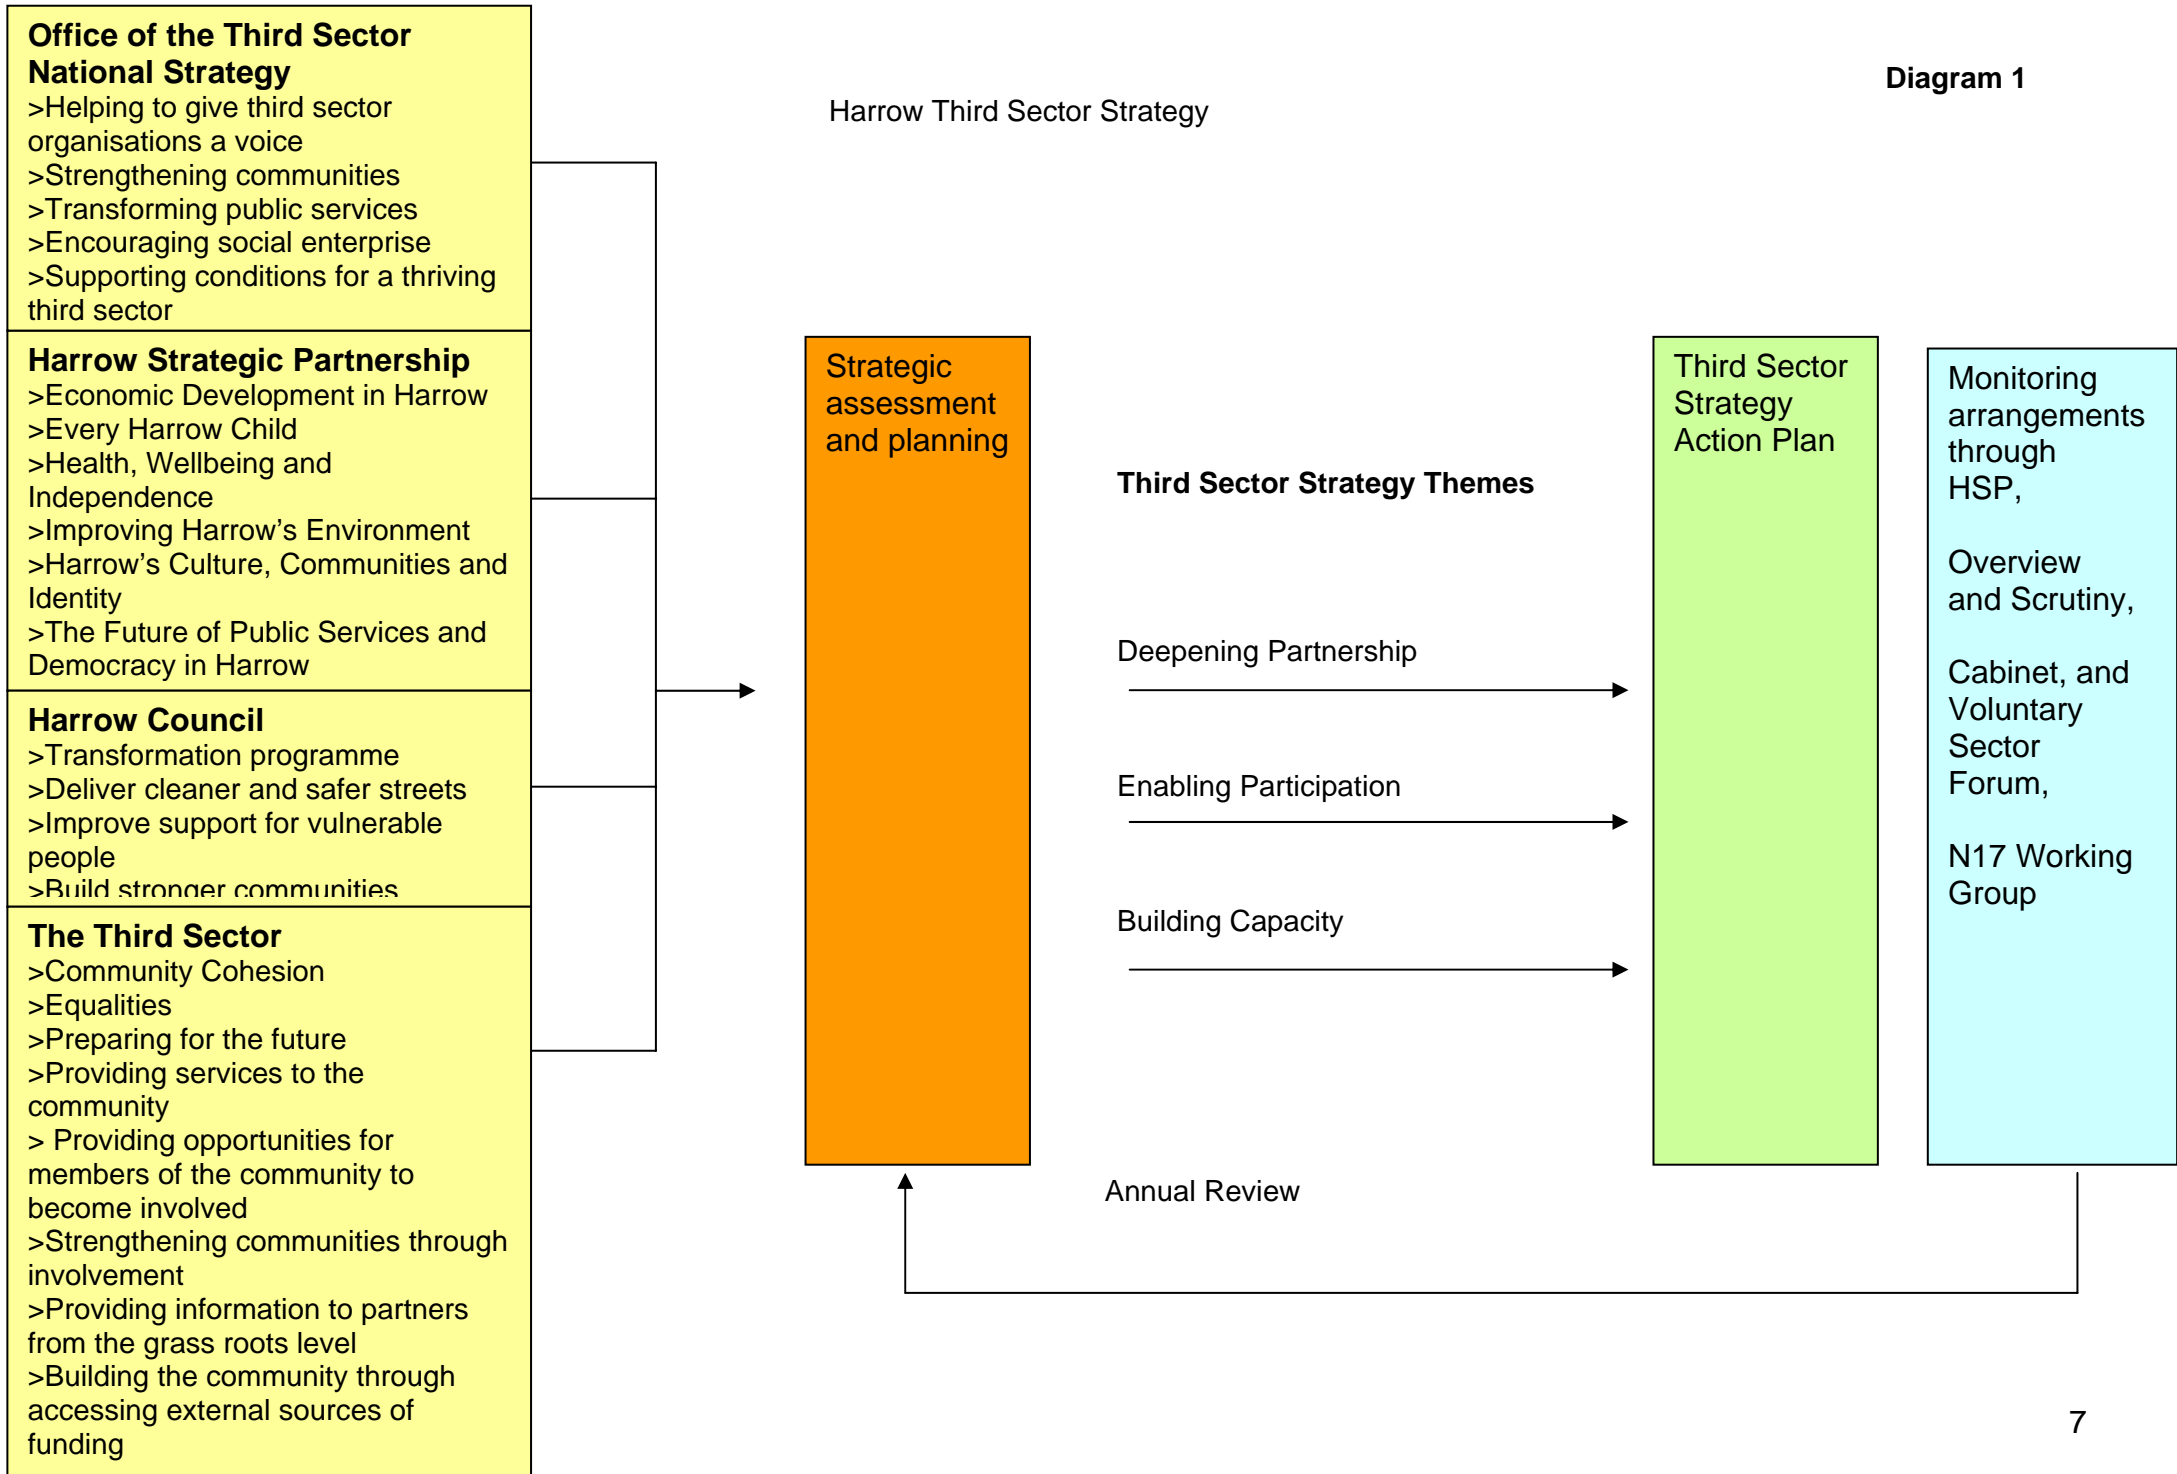 Office of the Third Sector
National Strategy
>Helping to give third sector
organisations a voice
>Strengthening communities
>Transforming public services
>Encouraging social enterprise
>Supporting conditions for a thriving
third sector
Harrow Strategic Partnership
>Economic Development in Harrow
>Every Harrow Child
>Health, Wellbeing and
Independence
>Improving Harrow’s Environment
>Harrow’s Culture, Communities and
Identity
>The Future of Public Services and
Democracy in Harrow
Harrow Council
>Transformation programme
>Deliver cleaner and safer streets
>Improve support for vulnerable
people
>Build stronger communities
The Third Sector
>Community Cohesion
>Equalities
>Preparing for the future
>Providing services to the
community
> Providing opportunities for
members of the community to
become involved
>Strengthening communities through
involvement
>Providing information to partners
from the grass roots level
>Building the community through
accessing external sources of
funding
Harrow Third Sector Strategy
Diagram 1
Strategic
assessment
and planning
Third Sector Strategy Themes
Deepening Partnership
Enabling Participation
Building Capacity
Annual Review
Third Sector
Strategy
Action Plan
Monitoring
arrangements
through
HSP,
Overview
and Scrutiny,
Cabinet, and
Voluntary
Sector
Forum,
N17 Working
Group
7